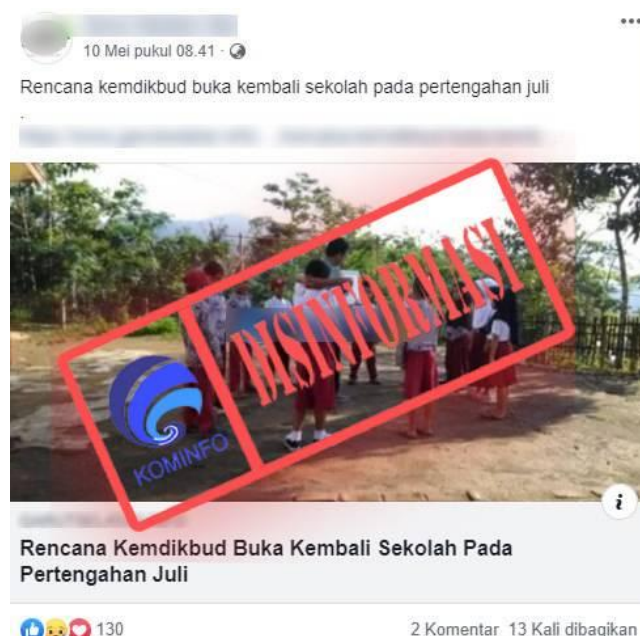 10 Mei pukul 08.41 ·
Rencana kemdikbud buka kembali sekolah pada pertengahan juli
.
DISINFORMASI
KOMINFO
i
Rencana Kemdikbud Buka Kembali Sekolah Pada
Pertengahan Juli
130
2 Komentar 13 Kali dibagikan